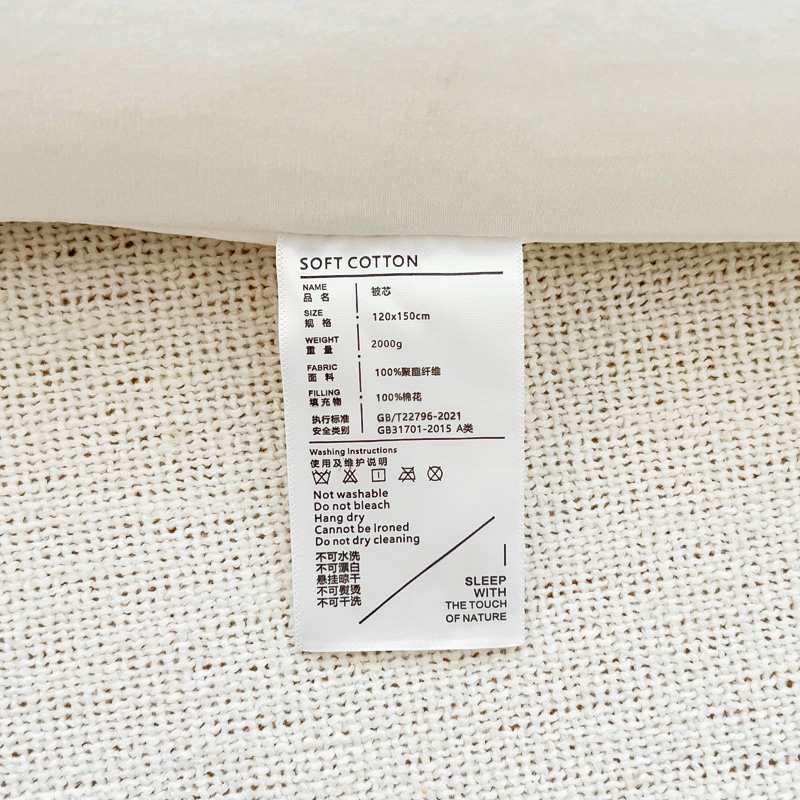 SOFT COTTON
NAME
品 名 被芯
SIZE
规 格 120x150cm
WEIGHT
重 量 2000g
FABRIC
面 料 100%聚酯纤维
FILLING
填 充 物 100%棉花
执行标准 GB/T22796-2021
安全类别 GB31701-2015 A类
Washing Instructions
使用及维护说明
Not washable
Do not bleach
Hang dry
Cannot be ironed
Do not dry cleaning
不可水洗
不可漂白
悬挂晾干
不可熨烫
不可干洗
SLEEP
WITH
THE TOUCH
OF NATURE